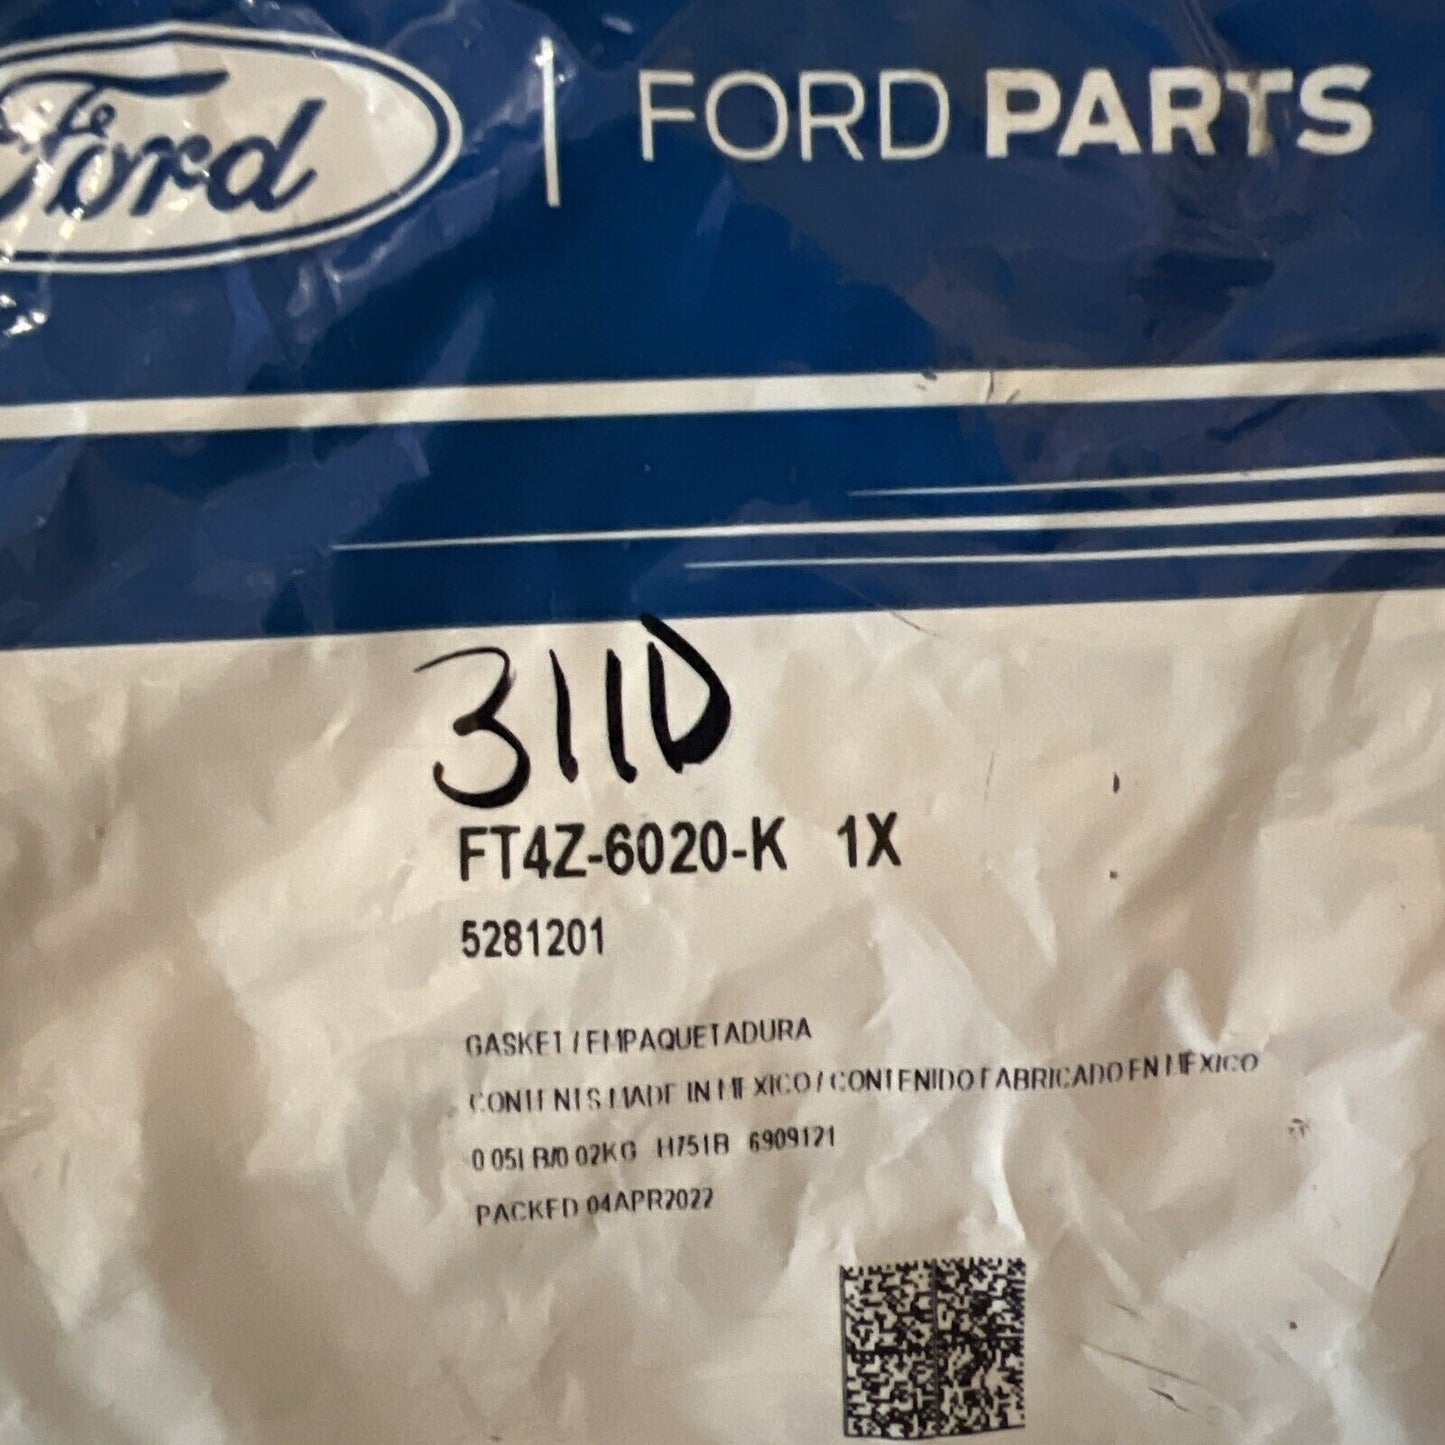 Ford | FORD PARTS
311D
FT4Z-6020-K 1X
5281201
GASKET / EMPAQUETADURA
CONTENTS MADE IN MEXICO / CONTENIDO FABRICADO EN MÉXICO
0.05LB/0.02KG H751B 6909121
PACKED 04APR2022